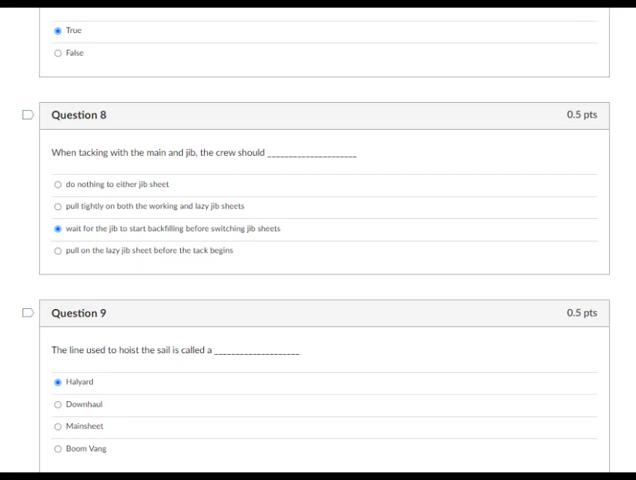 True
False
Question 8
0.5 pts
When tacking with the main and jib, the crew should ____________________
do nothing to either jib sheet
pull tightly on both the working and lazy jib sheets
wait for the jib to start backfilling before switching jib sheets
pull on the lazy jib sheet before the tack begins
Question 9
0.5 pts
The line used to hoist the sail is called a ___________________
Halyard
Downhaul
Mainsheet
Boom Vang